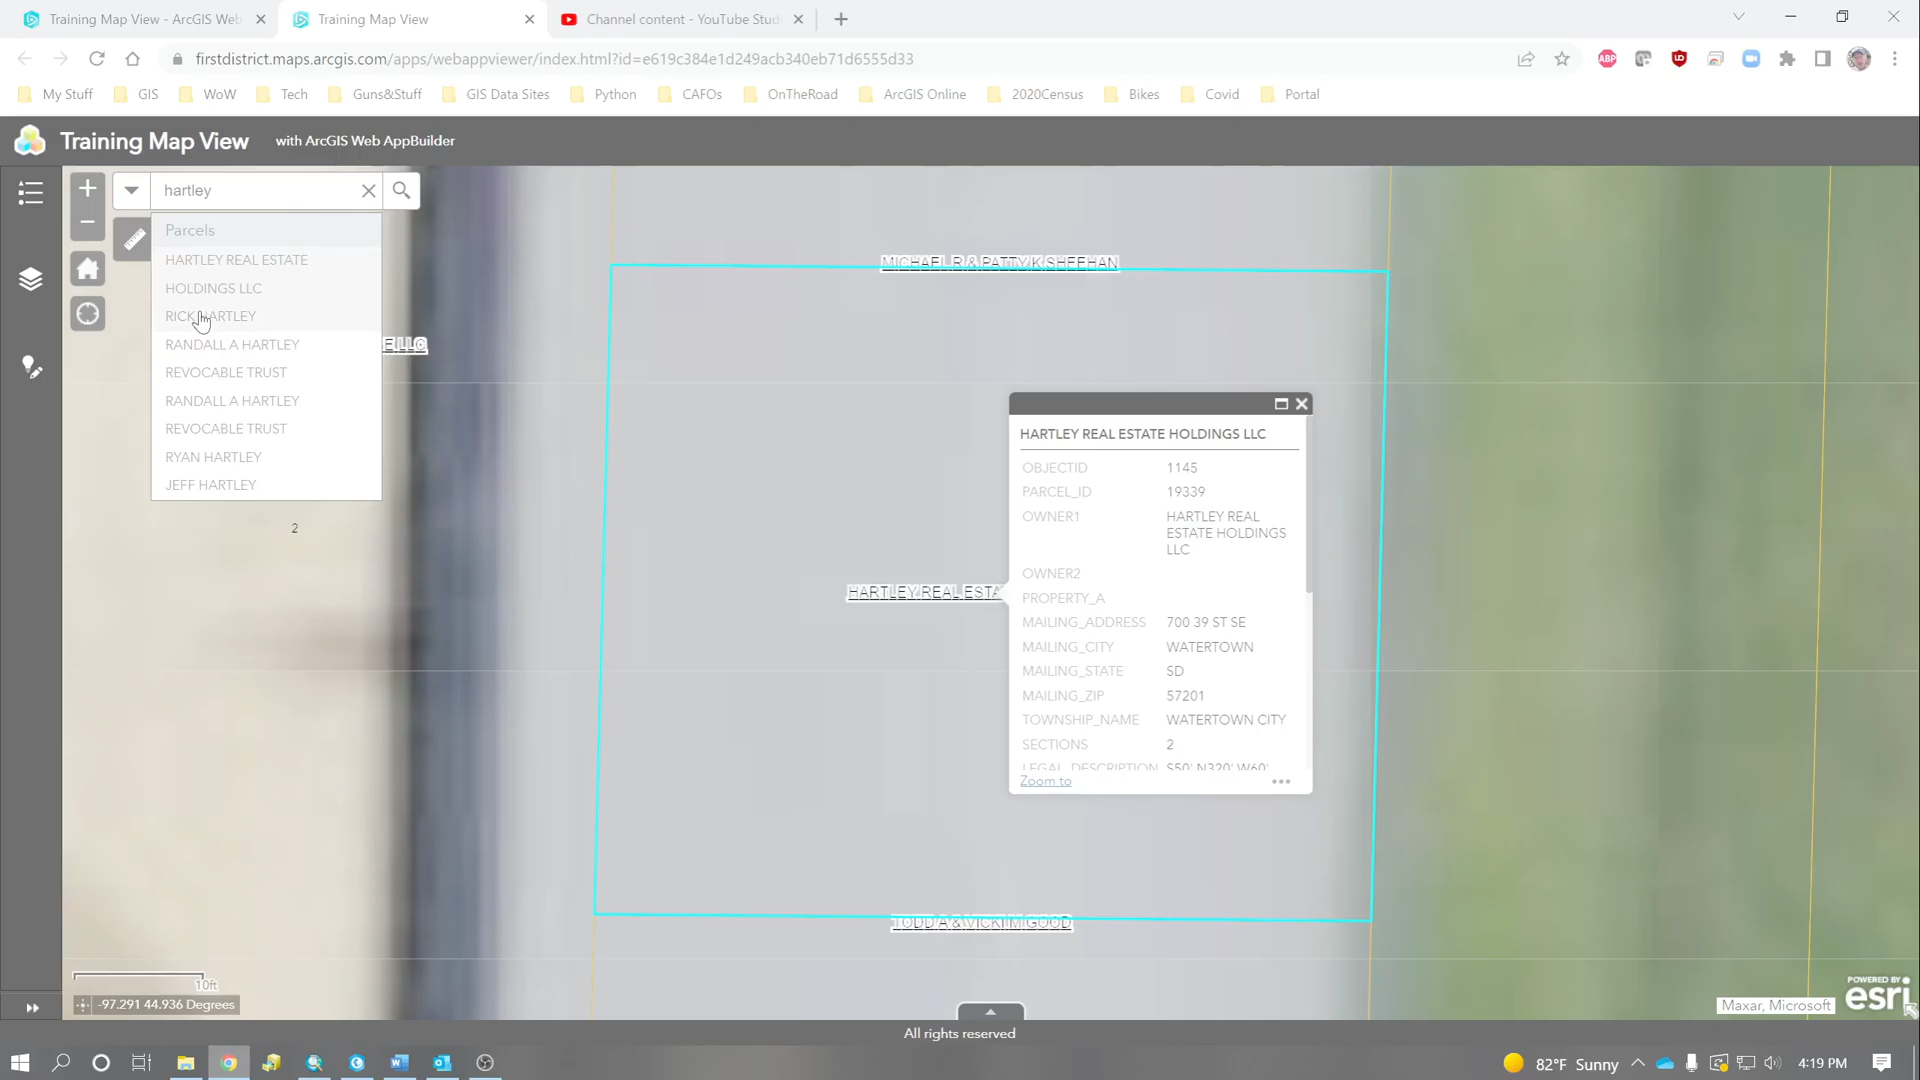 Training Map View - ArcGIS Web
Training Map View
Channel content - YouTube Studi
firstdistrict.maps.arcgis.com/apps/webappviewer/index.html?id=e619c384e1d249acb340eb71d6555d33
ABP
My Stuff
GIS
WoW
Tech
Guns&Stuff
GIS Data Sites
Python
CAFOs
OnTheRoad
ArcGIS Online
2020Census
Bikes
Covid
Portal
Training Map View
with ArcGIS Web AppBuilder
hartley
Parcels
HARTLEY REAL ESTATE
HOLDINGS LLC
RICK HARTLEY
RANDALL A HARTLEY
REVOCABLE TRUST
RANDALL A HARTLEY
REVOCABLE TRUST
RYAN HARTLEY
JEFF HARTLEY
MICHAEL R & PATTY K SHEEHAN
E LLC
2
HARTLEY REAL ESTA
TODD A & VICKI M GOOD
HARTLEY REAL ESTATE HOLDINGS LLC
OBJECTID 1145
PARCEL_ID 19339
OWNER1 HARTLEY REAL
ESTATE HOLDINGS
LLC
OWNER2
PROPERTY_A
MAILING_ADDRESS 700 39 ST SE
MAILING_CITY WATERTOWN
MAILING_STATE SD
MAILING_ZIP 57201
TOWNSHIP_NAME WATERTOWN CITY
SECTIONS 2
LEGAL_DESCRIPTION S50' N320' W60'
Zoom to
10ft
-97.291 44.936 Degrees
Maxar, Microsoft
POWERED BY
esri
All rights reserved
82°F Sunny
4:19 PM